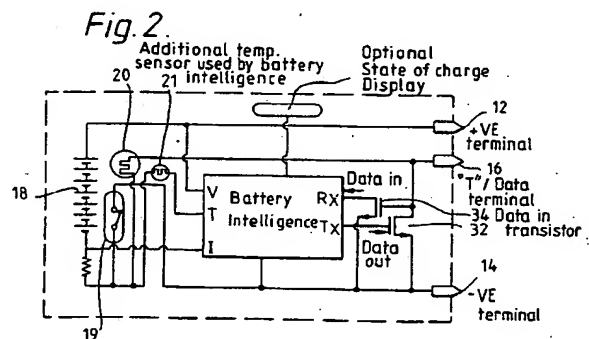 Fig. 2.
Additional temp.
sensor used by battery
intelligence
Optional
State of charge
Display
20
21
12
+VE
terminal
16
"T"/ Data
terminal
34 Data in
transistor
32
14
-VE
terminal
18
19
V
T
I
Battery
Intelligence
RX
TX
Data in
Data
out